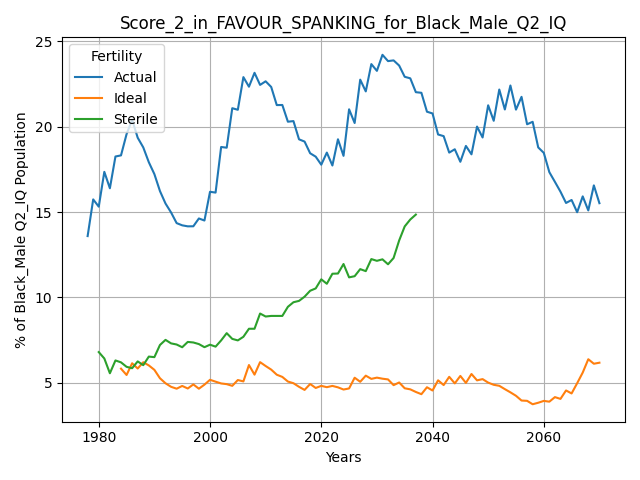 Score_2_in_FAVOUR_SPANKING_for_Black_Male_Q2_IQ
Fertility
Actual
Ideal
Sterile
% of Black_Male Q2_IQ Population
25
20
15
10
5
1980
2000
2020
2040
2060
Years